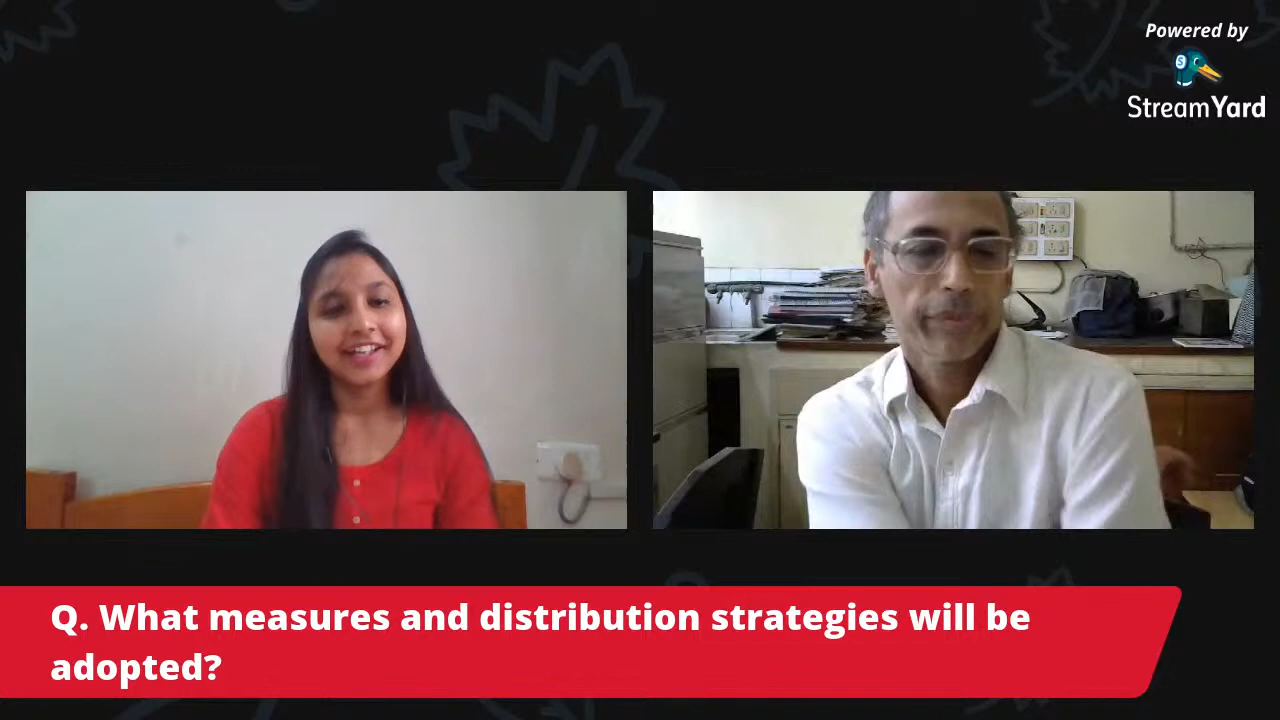 Powered by
StreamYard
Q. What measures and distribution strategies will be
adopted?